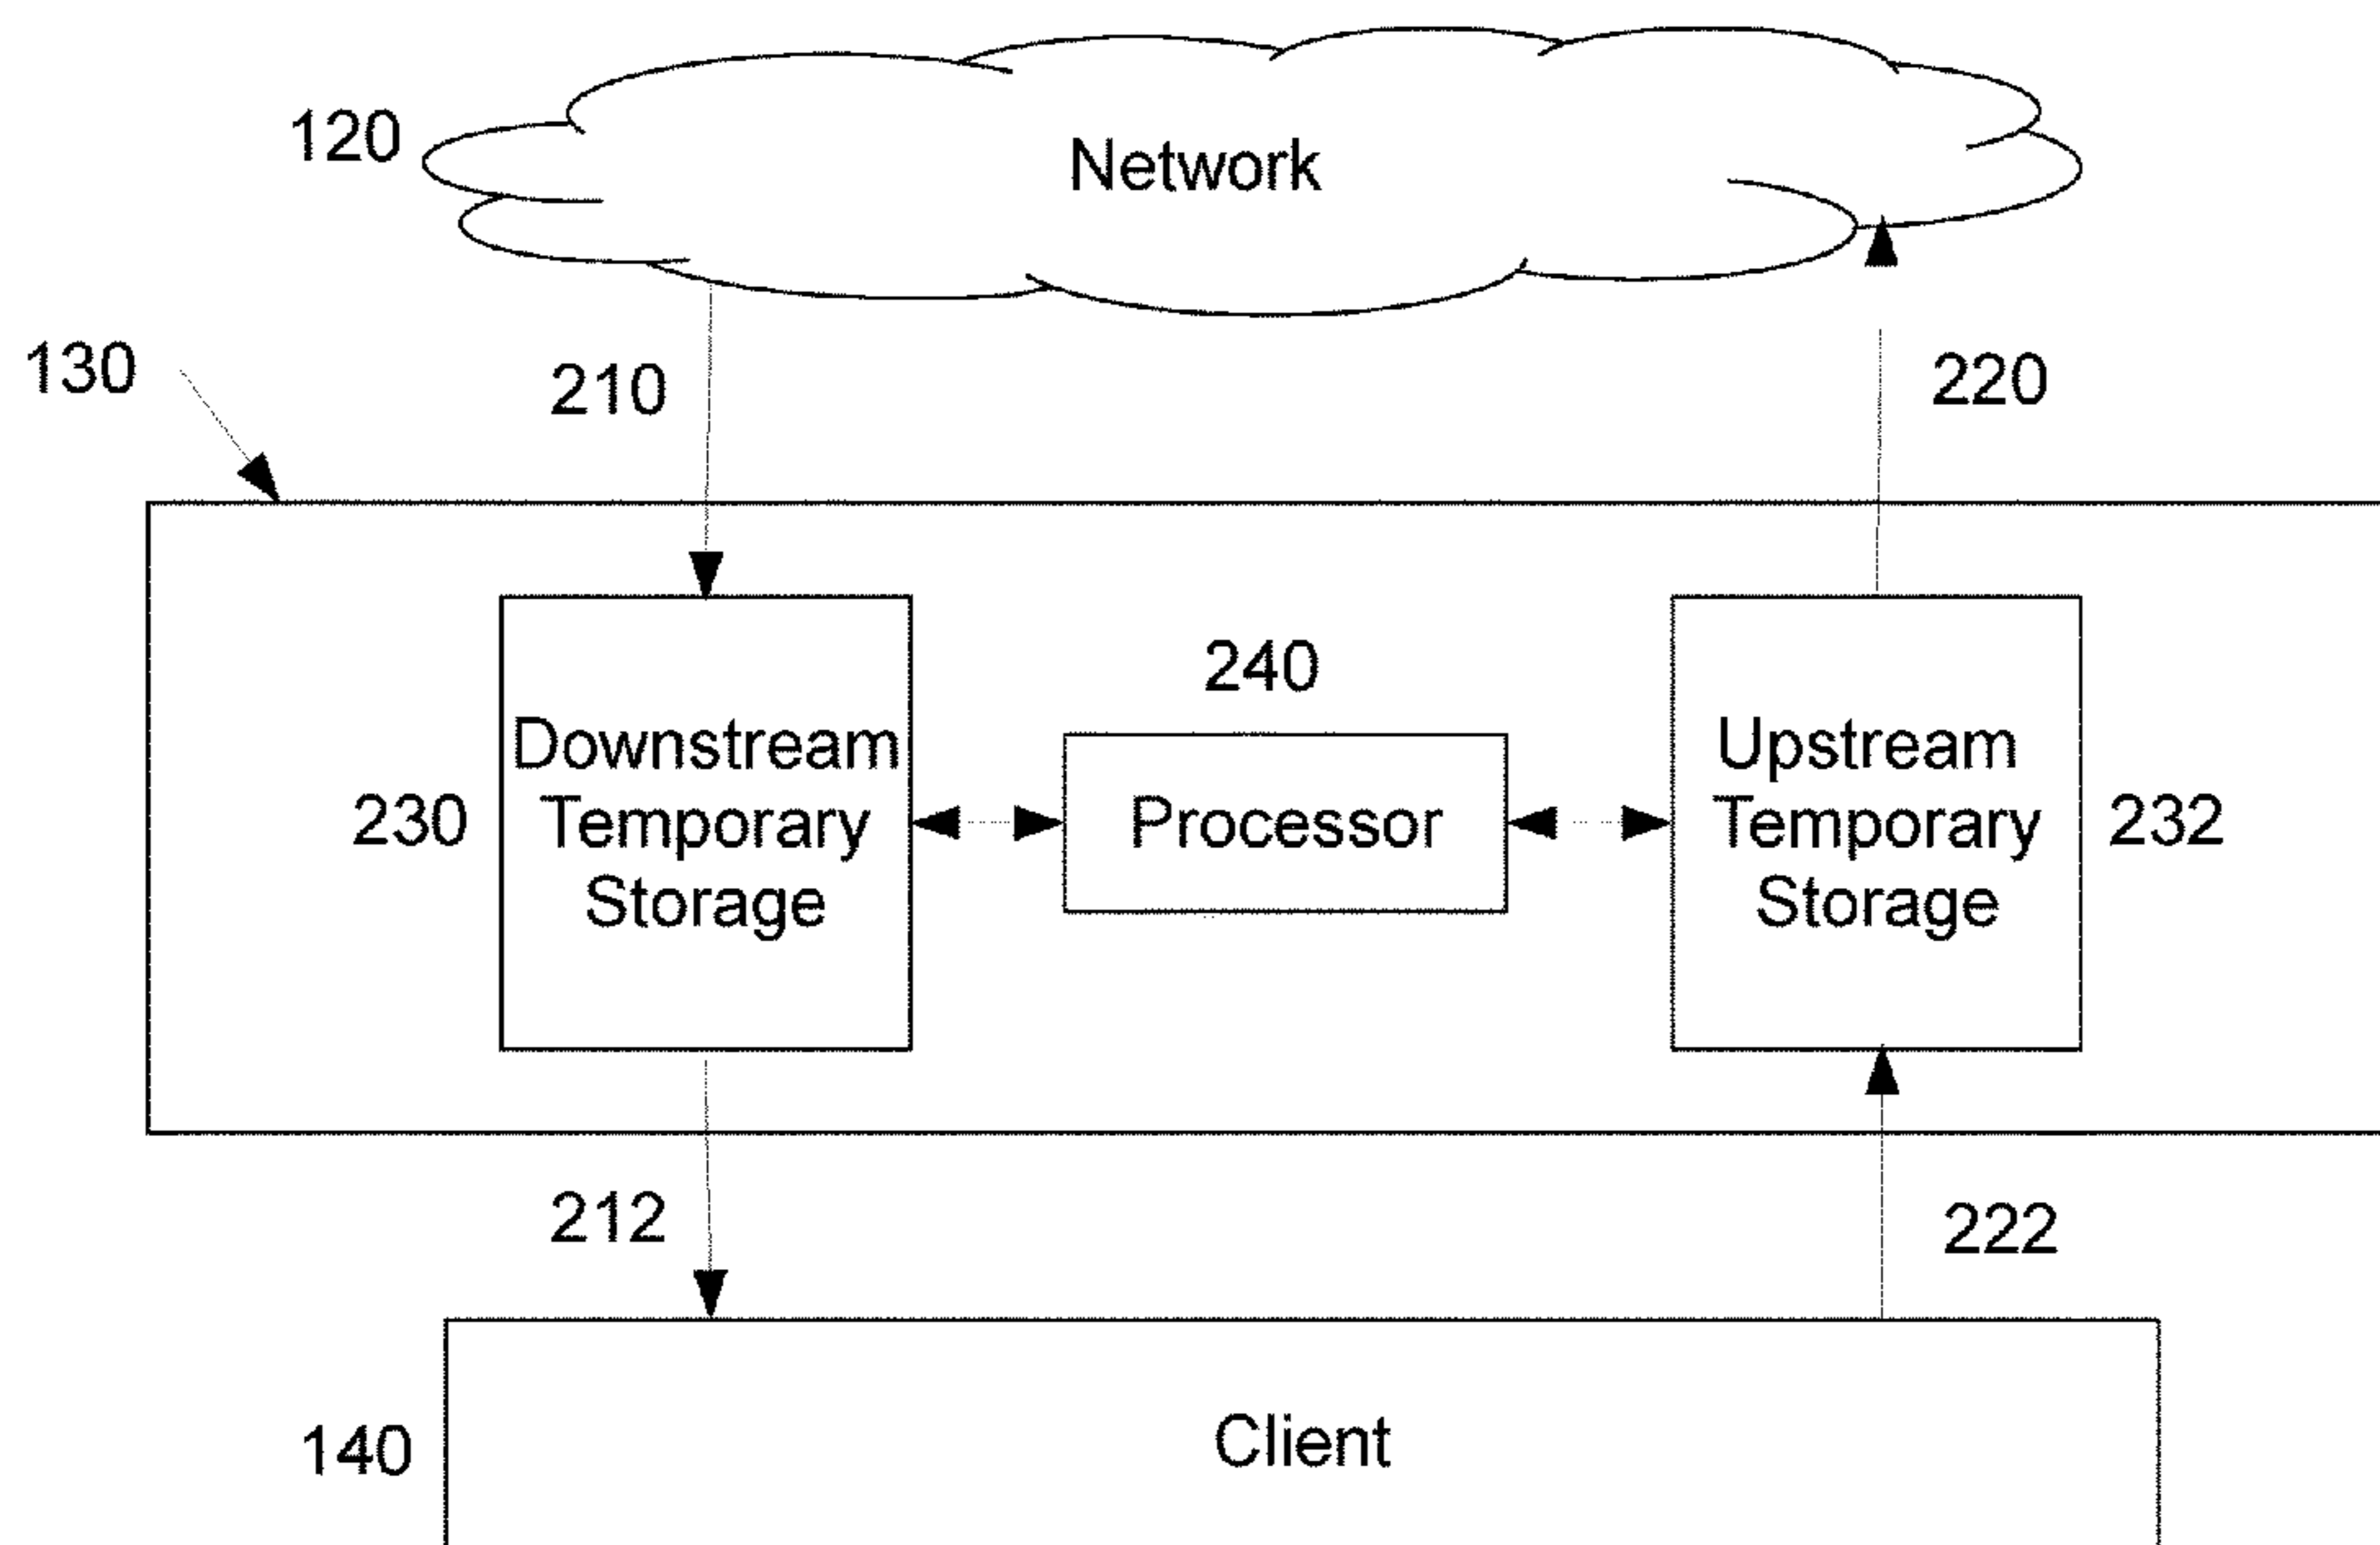 120
Network
130
210
220
240
Downstream
Temporary
Storage
230
Processor
Upstream
Temporary
Storage
232
212
222
140
Client